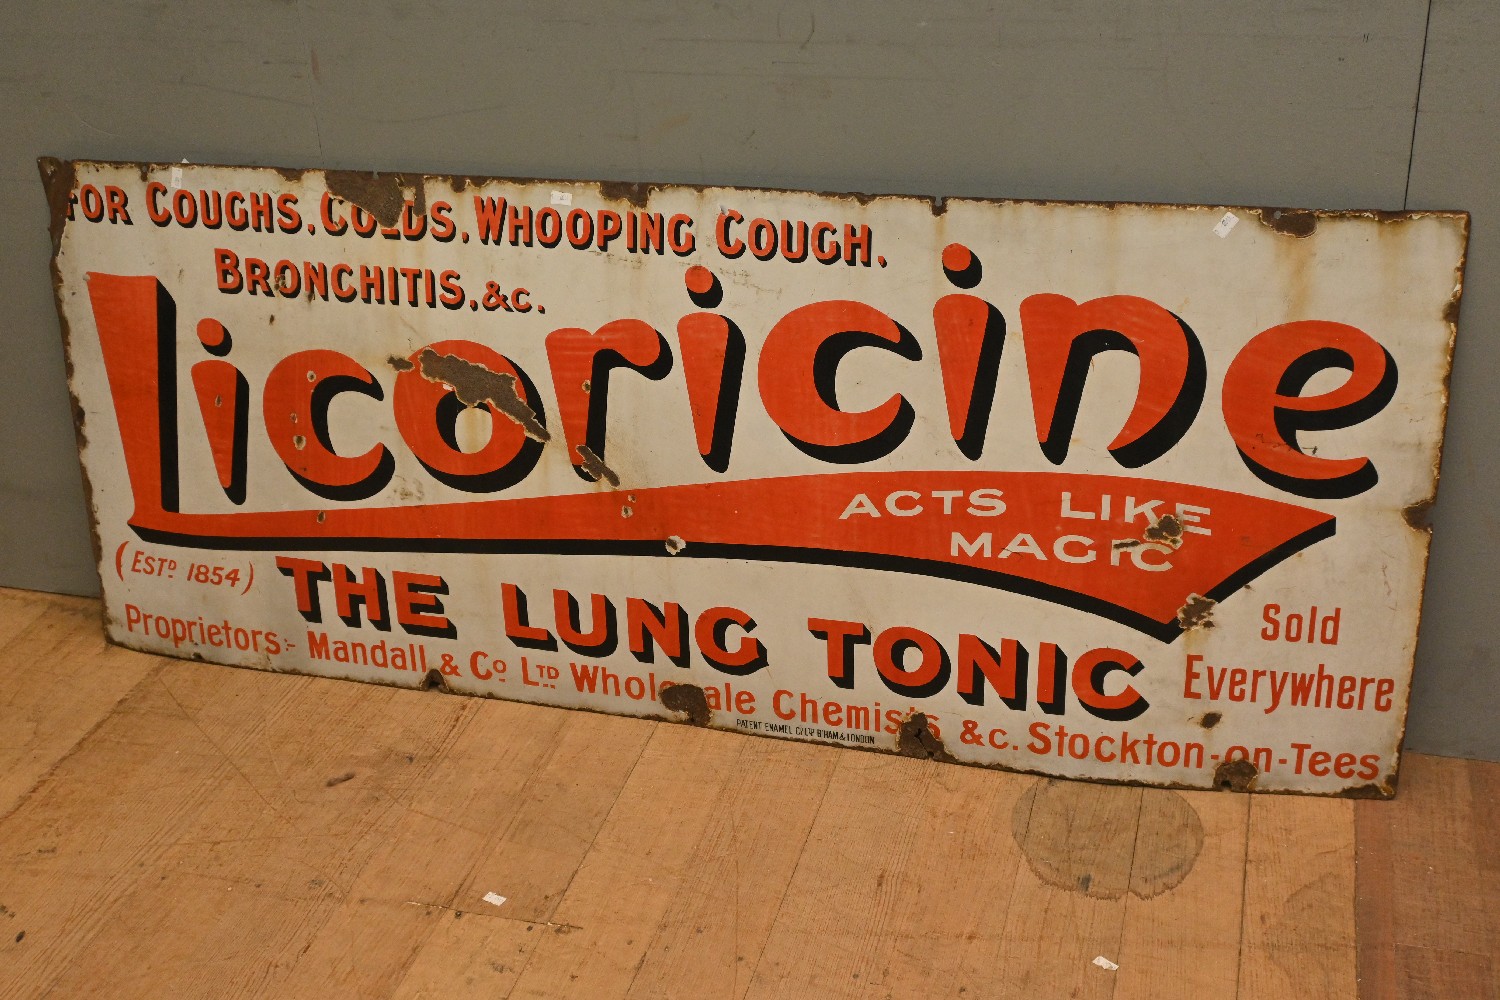 FOR COUGHS, COLDS, WHOOPING COUGH,
BRONCHITIS, &C.
Licoricine
ACTS LIKE
MAGIC
(ESTD 1854)
THE LUNG TONIC
Sold
Everywhere
Proprietors:- Mandall & Co LTD Wholesale Chemists &c. Stockton-on-Tees
PATENT ENAMEL Co LTD B'HAM & LONDON